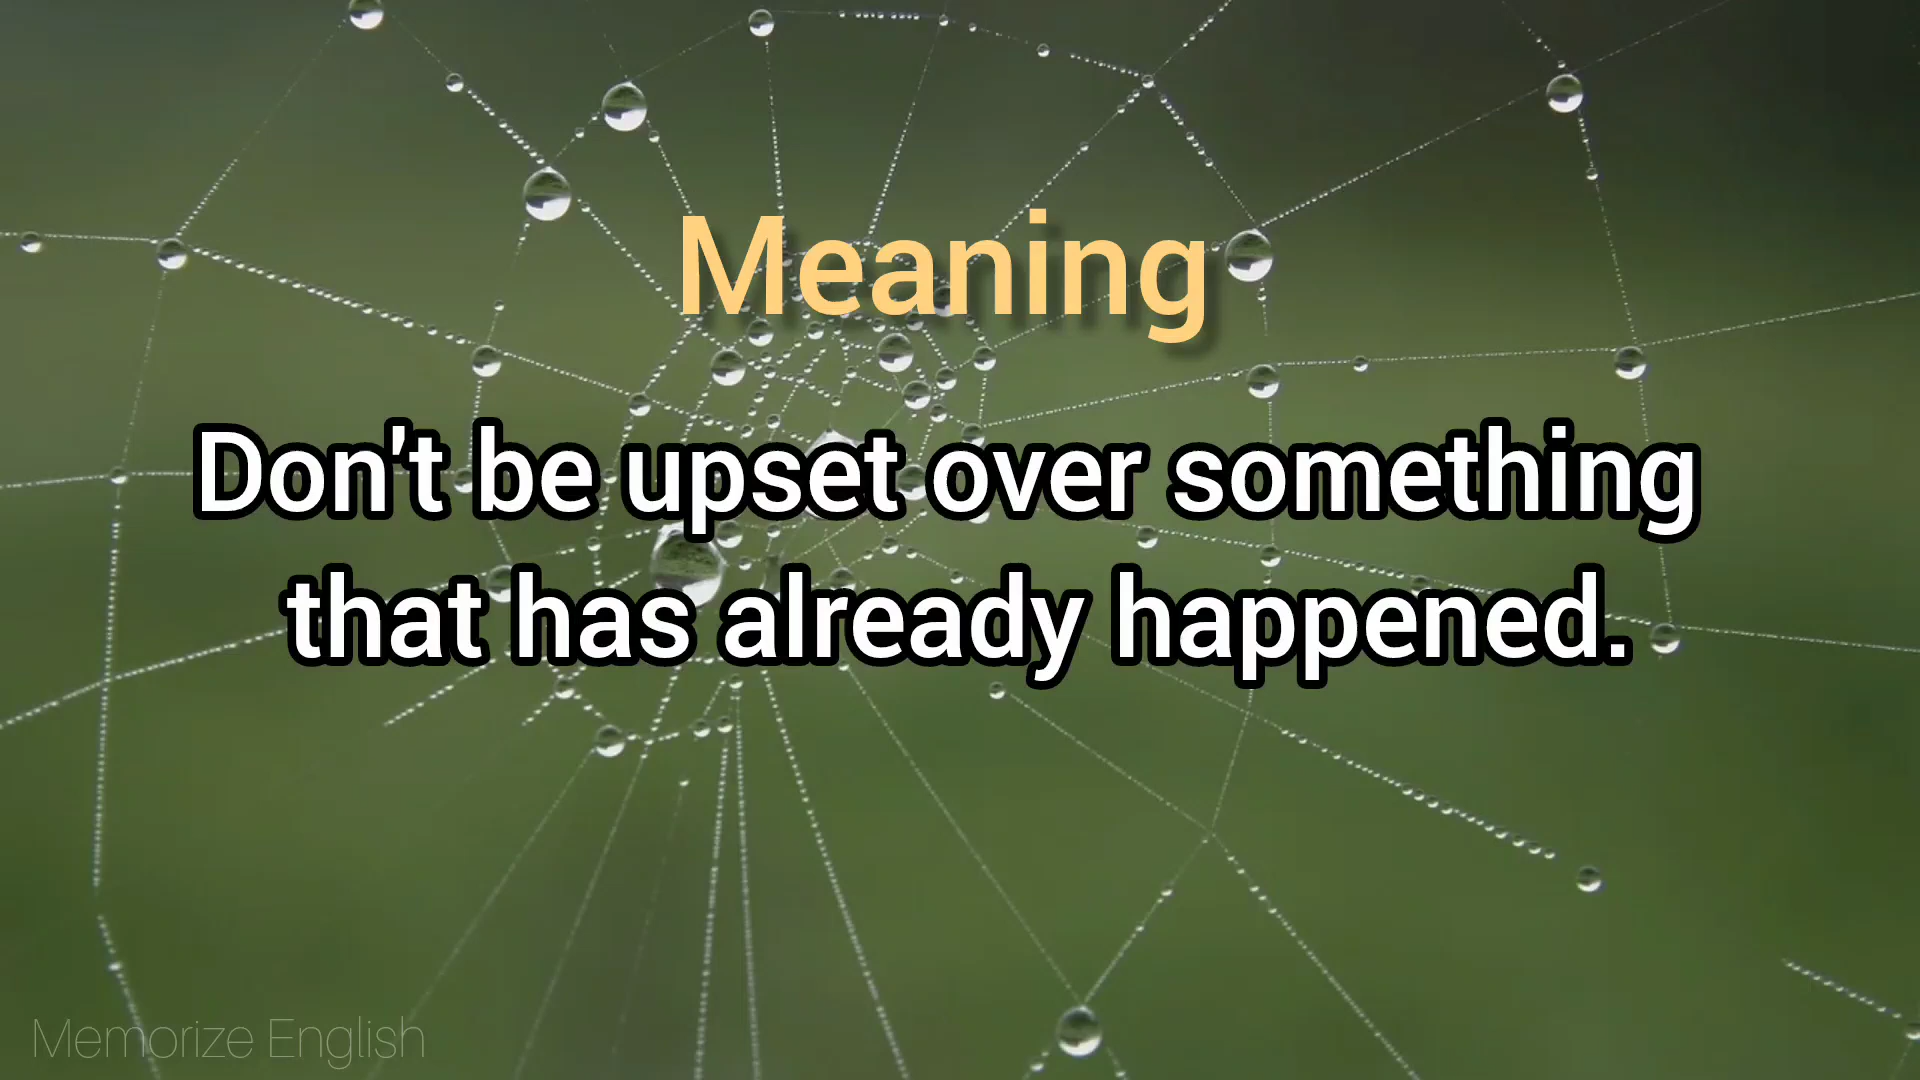 Meaning
Don't be upset over something
that has already happened.
Memorize English